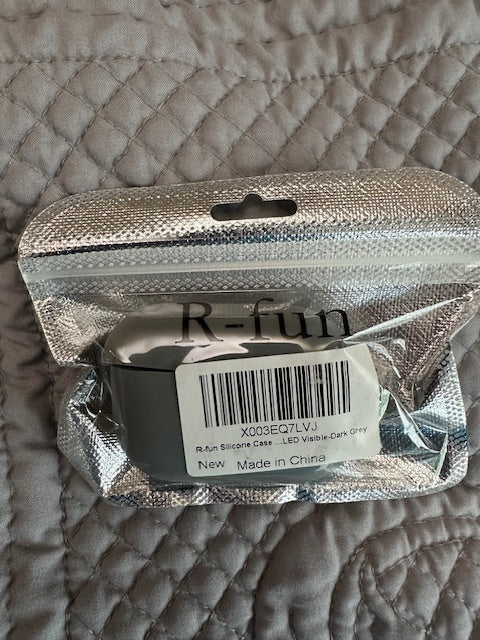 R-fun
X003EQ7LVJ
R-fun Silicone Case ...LED Visible-Dark Grey
New Made in China